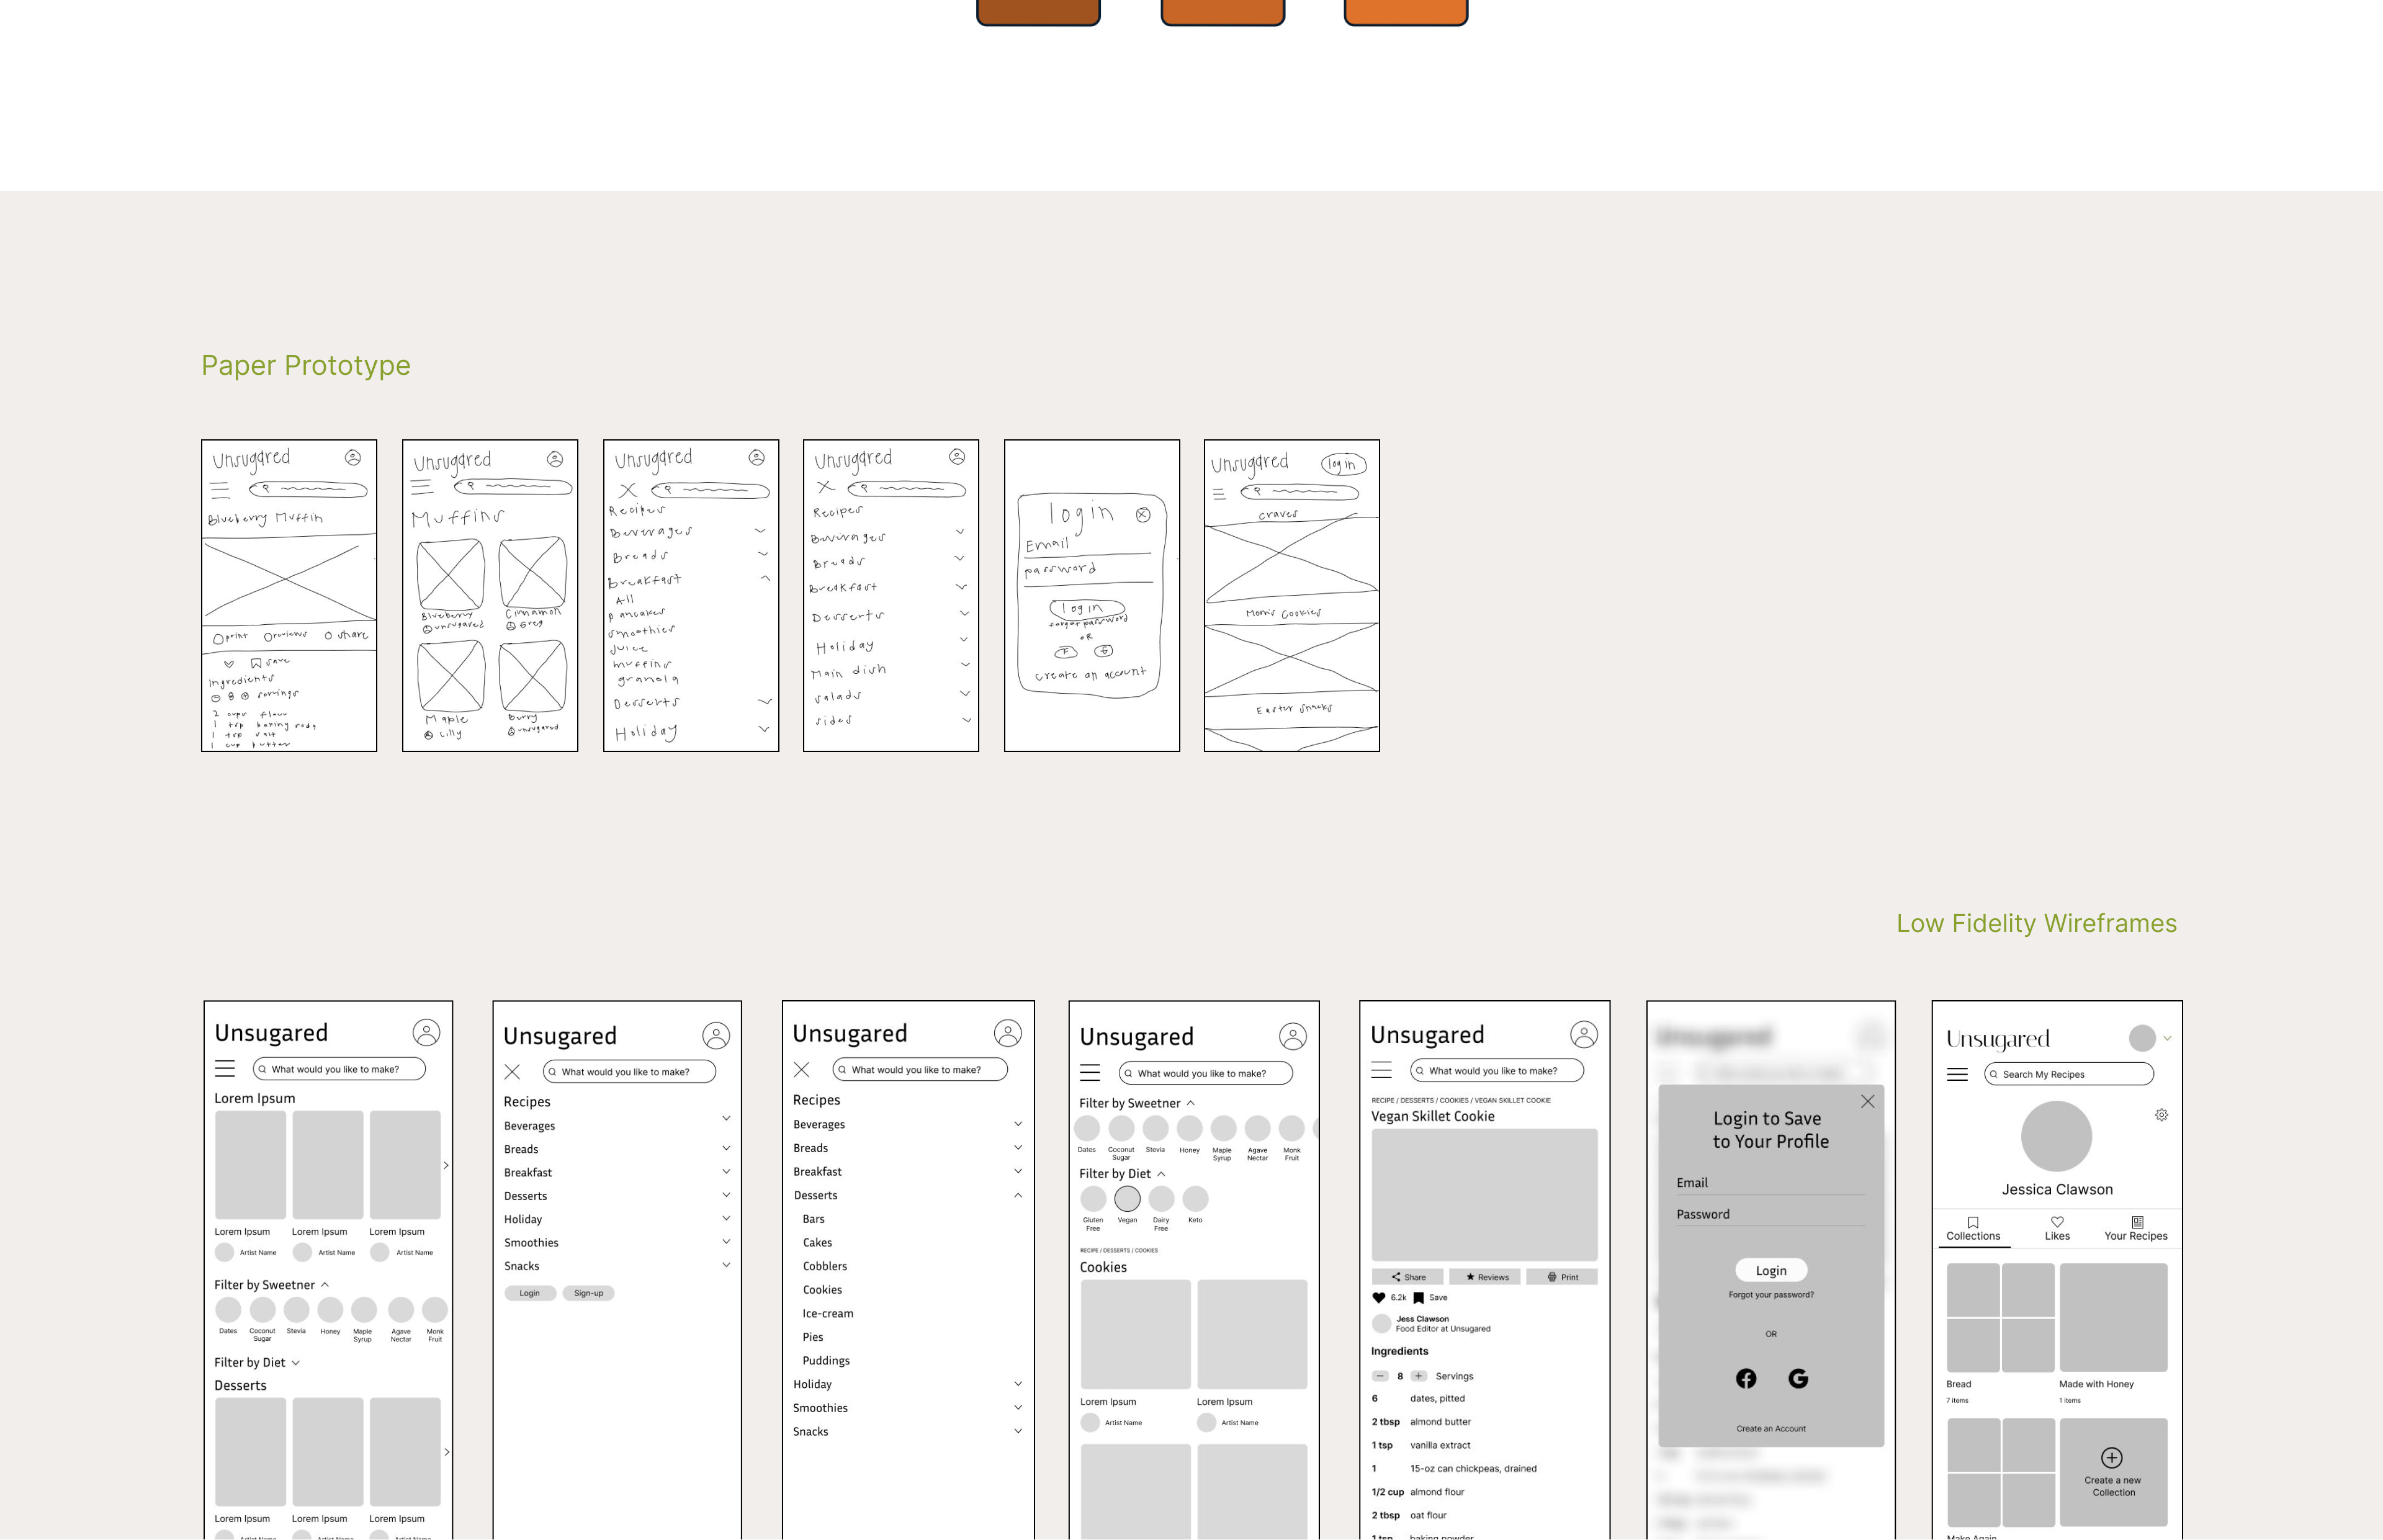 Paper Prototype
Unsugared
Blueberry Muffin
print reviews share
save
Ingredients
8 servings
2 cups flour
1 tsp baking soda
1 tsp salt
1 cup butter
Unsugared
Muffins
Blueberry Cinnamon
unsugared Greg
Maple Berry
Lilly unsugared
Unsugared
Recipes
Beverages
Breads
Breakfast
All
pancakes
smoothies
juice
muffins
granola
Desserts
Holiday
Unsugared
Recipes
Beverages
Breads
Breakfast
Desserts
Holiday
Main dish
salads
sides
login
Email
password
login
forgot password
OR
F G
create an account
Unsugared
login
craves
Mom's Cookies
Easter snacks
Low Fidelity Wireframes
Unsugared
What would you like to make?
Lorem Ipsum
Lorem Ipsum Lorem Ipsum Lorem Ipsum
Artist Name Artist Name Artist Name
Filter by Sweetner
Dates Coconut Stevia Honey Maple Agave Monk
Sugar Syrup Nectar Fruit
Filter by Diet
Desserts
Lorem Ipsum Lorem Ipsum Lorem Ipsum
Artist Name Artist Name Artist Name
Unsugared
What would you like to make?
Recipes
Beverages
Breads
Breakfast
Desserts
Holiday
Smoothies
Snacks
Login Sign-up
Unsugared
What would you like to make?
Recipes
Beverages
Breads
Breakfast
Desserts
Bars
Cakes
Cobblers
Cookies
Ice-cream
Pies
Puddings
Holiday
Smoothies
Snacks
Unsugared
What would you like to make?
Filter by Sweetner
Dates Coconut Stevia Honey Maple Agave Monk
Sugar Syrup Nectar Fruit
Filter by Diet
Gluten Vegan Dairy Keto
Free Free
RECIPE / DESSERTS / COOKIES
Cookies
Lorem Ipsum Lorem Ipsum
Artist Name Artist Name
Unsugared
What would you like to make?
RECIPE / DESSERTS / COOKIES / VEGAN SKILLET COOKIE
Vegan Skillet Cookie
Share Reviews Print
6.2k Save
Jess Clawson
Food Editor at Unsugared
Ingredients
8 Servings
6 dates, pitted
2 tbsp almond butter
1 tsp vanilla extract
1 15-oz can chickpeas, drained
1/2 cup almond flour
2 tbsp oat flour
1 tsp baking powder
Unsugared
Login to Save
to Your Profile
Email
Password
Login
Forgot your password?
OR
Create an Account
Unsugared
Search My Recipes
Jessica Clawson
Collections Likes Your Recipes
Bread Made with Honey
7 items 1 items
Create a new
Collection
Make Again